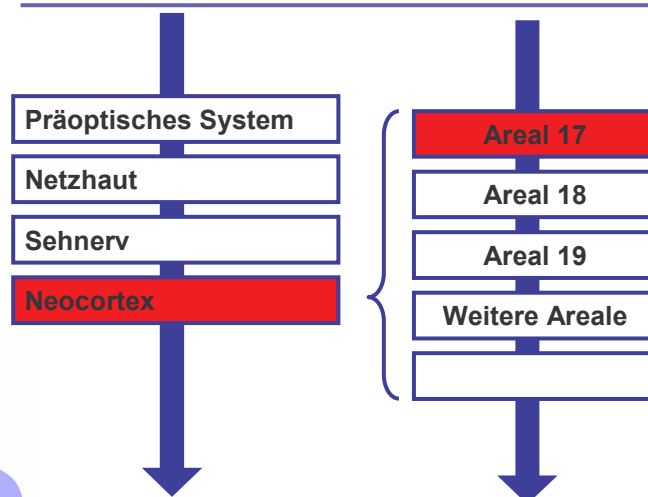 Präoptisches System
Netzhaut
Sehnerv
Neocortex
Areal 17
Areal 18
Areal 19
Weitere Areale